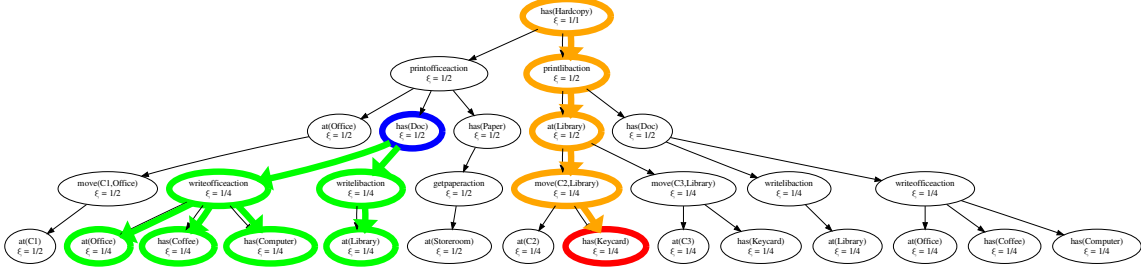 has(Hardcopy)
ξ = 1/1
printofficeaction
ξ = 1/2
printlibaction
ξ = 1/2
at(Office)
ξ = 1/2
has(Doc)
ξ = 1/2
has(Paper)
ξ = 1/2
at(Library)
ξ = 1/2
has(Doc)
ξ = 1/2
move(C1,Office)
ξ = 1/2
writeofficeaction
ξ = 1/4
writelibaction
ξ = 1/4
getpaperaction
ξ = 1/2
move(C2,Library)
ξ = 1/4
move(C3,Library)
ξ = 1/4
writelibaction
ξ = 1/4
writeofficeaction
ξ = 1/4
at(C1)
ξ = 1/2
at(Office)
ξ = 1/4
has(Coffee)
ξ = 1/4
has(Computer)
ξ = 1/4
at(Library)
ξ = 1/4
at(Storeroom)
ξ = 1/2
at(C2)
ξ = 1/4
has(Keycard)
ξ = 1/4
at(C3)
ξ = 1/4
has(Keycard)
ξ = 1/4
at(Library)
ξ = 1/4
at(Office)
ξ = 1/4
has(Coffee)
ξ = 1/4
has(Computer)
ξ = 1/4